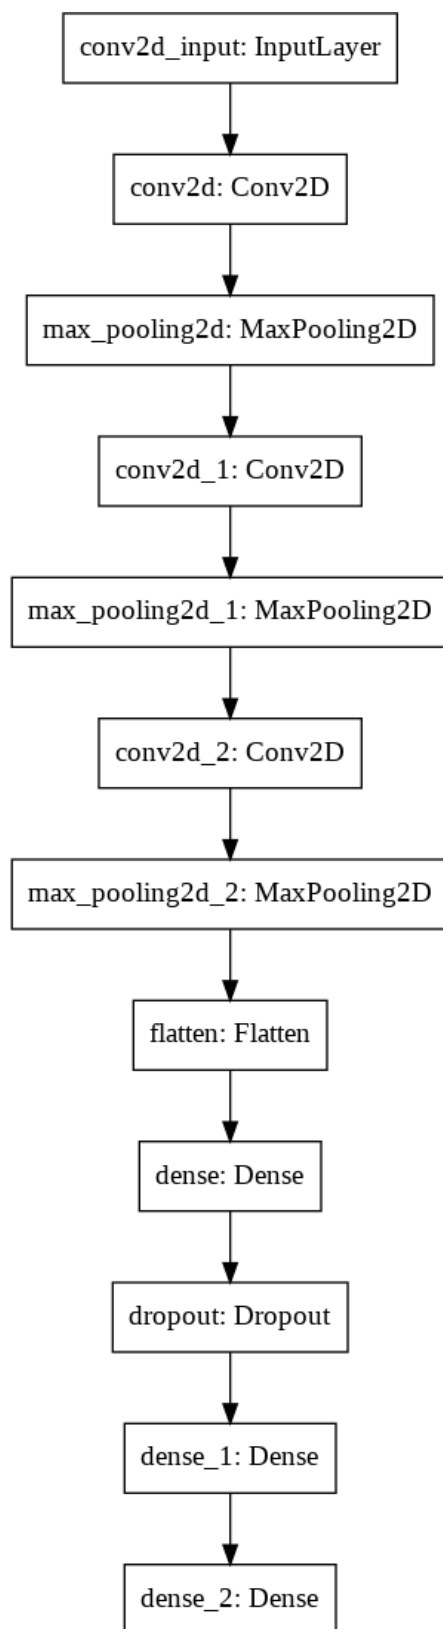 conv2d_input: InputLayer
conv2d: Conv2D
max_pooling2d: MaxPooling2D
conv2d_1: Conv2D
max_pooling2d_1: MaxPooling2D
conv2d_2: Conv2D
max_pooling2d_2: MaxPooling2D
flatten: Flatten
dense: Dense
dropout: Dropout
dense_1: Dense
dense_2: Dense